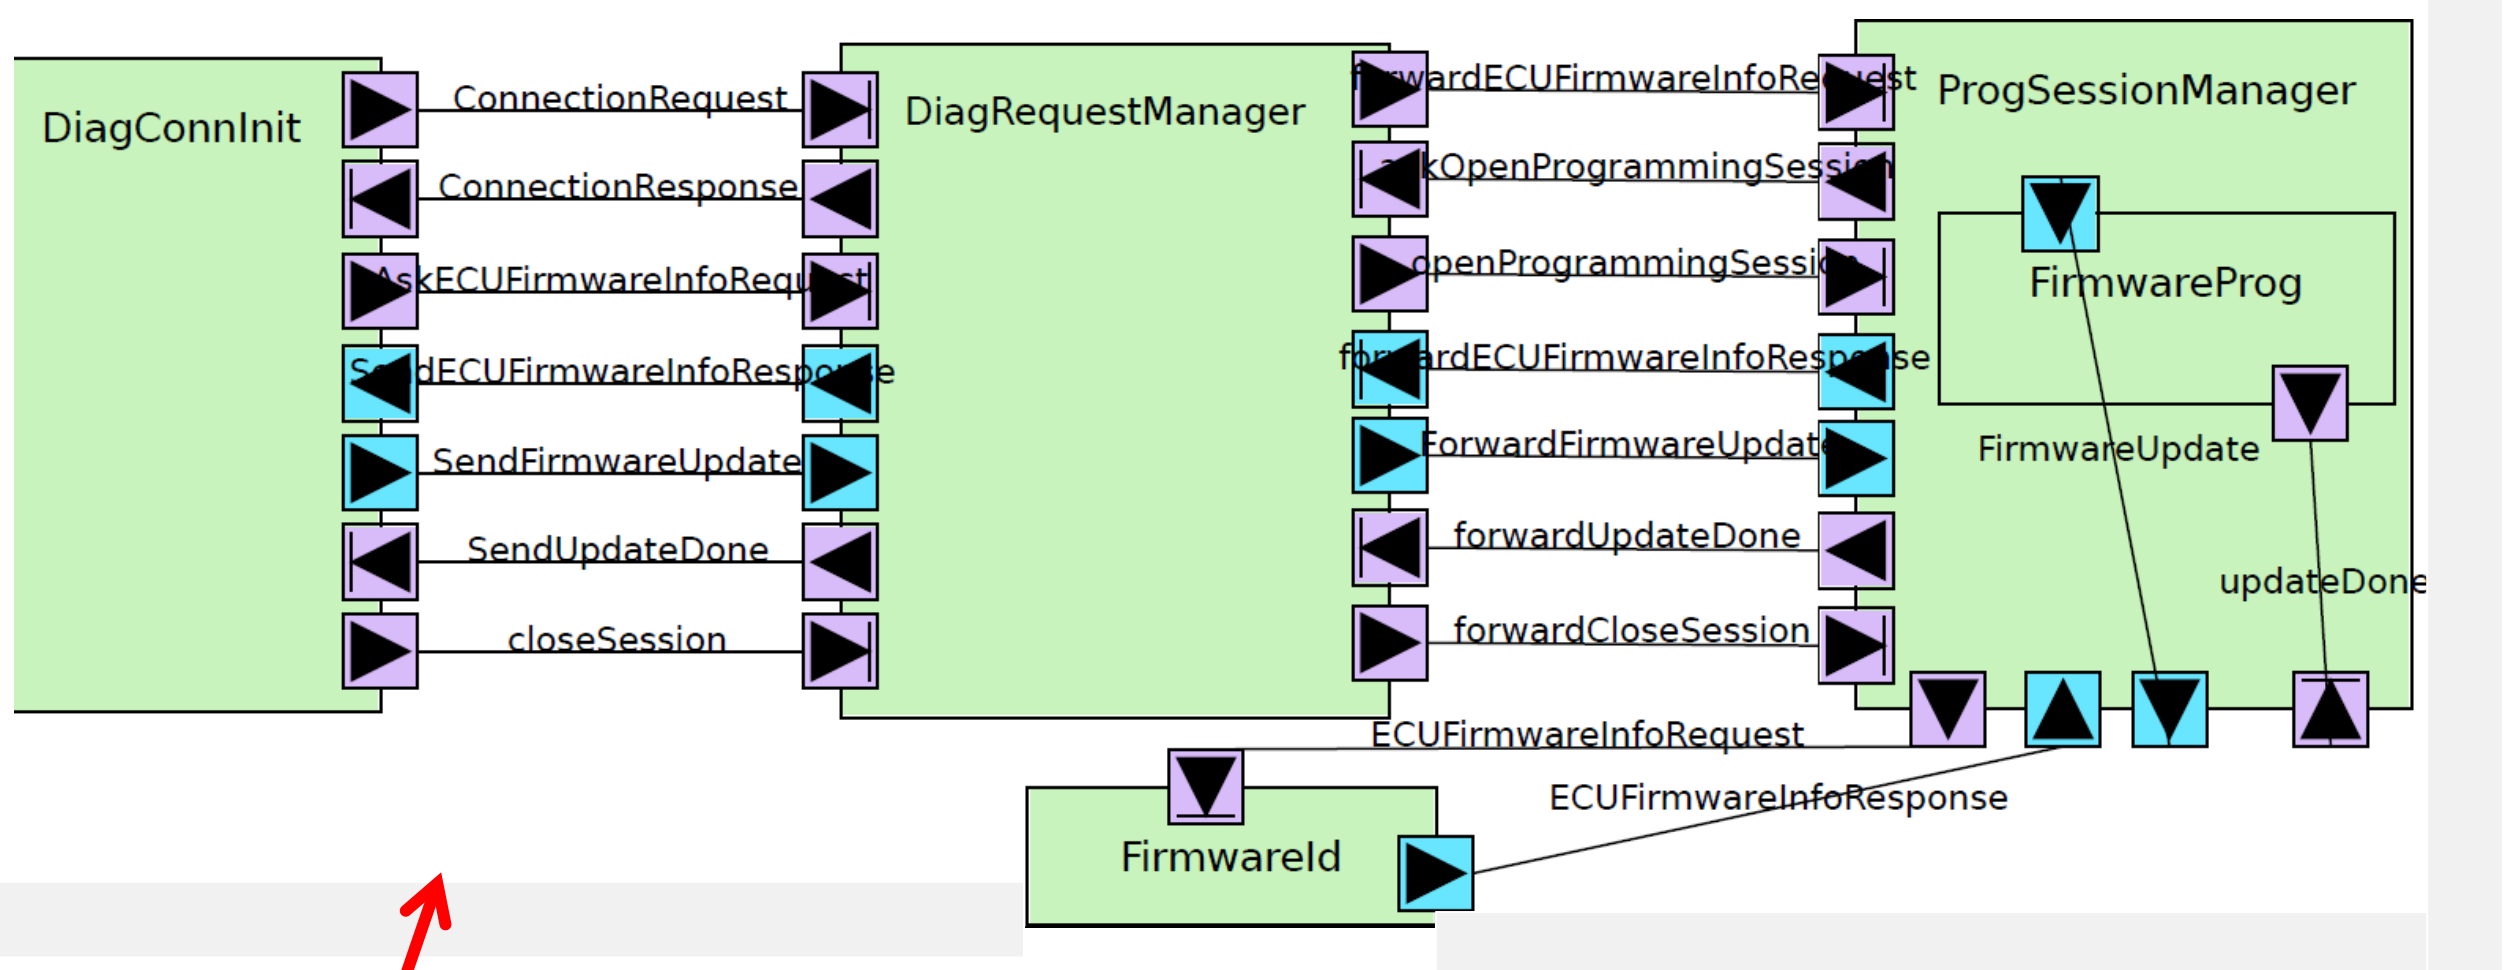 DiagConnInit
ConnectionRequest
ConnectionResponse
AskECUFirmwareInfoRequest
SendECUFirmwareInfoResponse
SendFirmwareUpdate
SendUpdateDone
closeSession
DiagRequestManager
forwardECUFirmwareInfoRequest
askOpenProgrammingSession
openProgrammingSession
forwardECUFirmwareInfoResponse
ForwardFirmwareUpdate
forwardUpdateDone
forwardCloseSession
ProgSessionManager
FirmwareProg
FirmwareUpdate
updateDone
ECUFirmwareInfoRequest
ECUFirmwareInfoResponse
FirmwareId